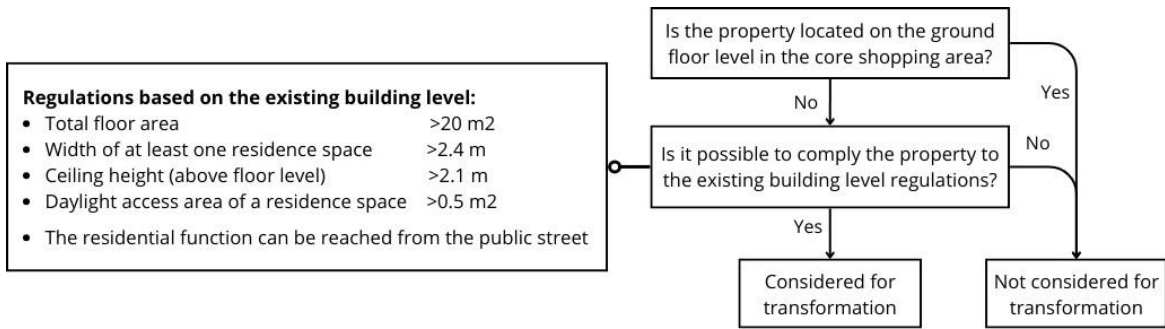 Is the property located on the ground
floor level in the core shopping area?
Regulations based on the existing building level:
• Total floor area >20 m2
• Width of at least one residence space >2.4 m
• Ceiling height (above floor level) >2.1 m
• Daylight access area of a residence space >0.5 m2
• The residential function can be reached from the public street
No
Yes
Is it possible to comply the property to
the existing building level regulations?
No
Yes
Considered for
transformation
Not considered for
transformation